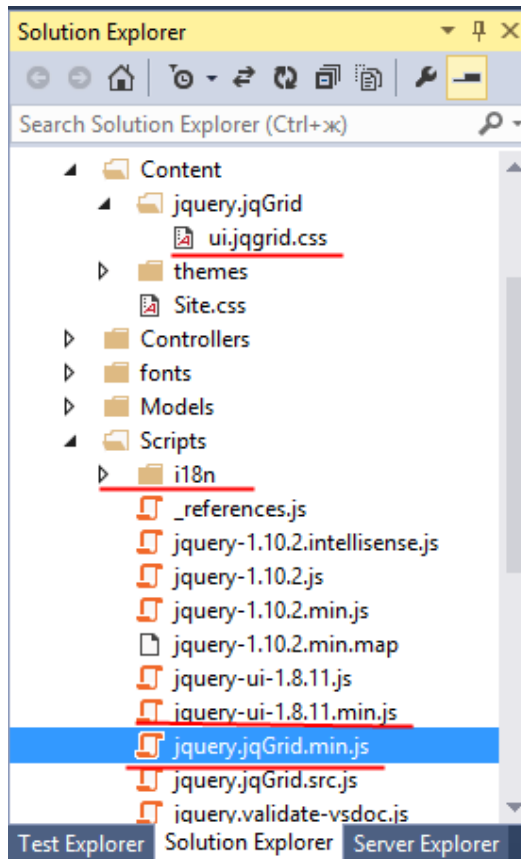 Solution Explorer
Search Solution Explorer (Ctrl+ж)
Content
jquery.jqGrid
ui.jqgrid.css
themes
Site.css
Controllers
fonts
Models
Scripts
i18n
_references.js
jquery-1.10.2.intellisense.js
jquery-1.10.2.js
jquery-1.10.2.min.js
jquery-1.10.2.min.map
jquery-ui-1.8.11.js
jquery-ui-1.8.11.min.js
jquery.jqGrid.min.js
jquery.jqGrid.src.js
jquery.validate-vsdoc.js
Test Explorer Solution Explorer Server Explorer